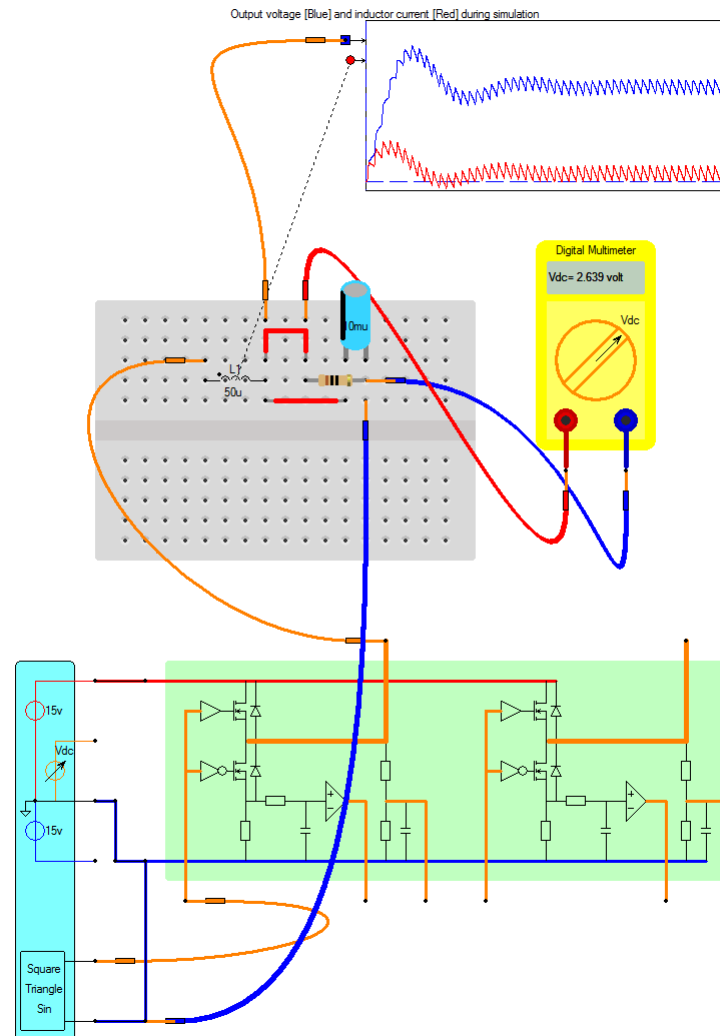 Output voltage [Blue] and inductor current [Red] during simulation
Digital Multimeter
Vdc= 2.639 volt
Vdc
10mu
L1
50u
15v
Vdc
15v
Square
Triangle
Sin